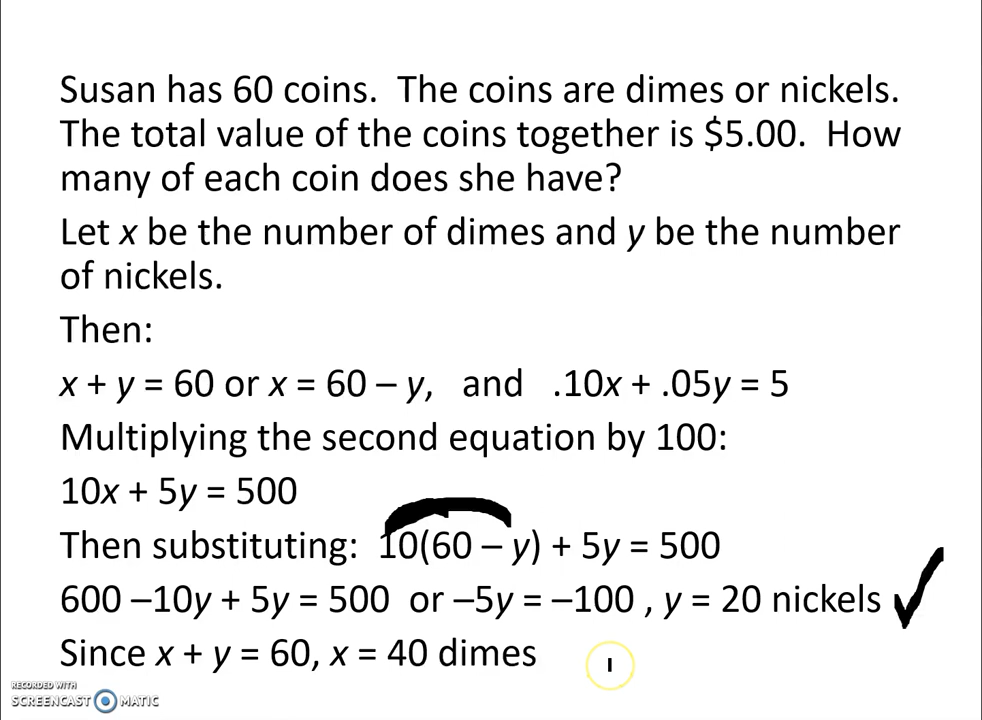 Susan has 60 coins.  The coins are dimes or nickels.
The total value of the coins together is $5.00.  How
many of each coin does she have?
Let x be the number of dimes and y be the number
of nickels.
Then:
x + y = 60 or x = 60 – y,   and   .10x + .05y = 5
Multiplying the second equation by 100:
10x + 5y = 500
Then substituting:  10(60 – y) + 5y = 500
600 –10y + 5y = 500  or –5y = –100 , y = 20 nickels
Since x + y = 60, x = 40 dimes
RECORDED WITH
SCREENCAST MATIC